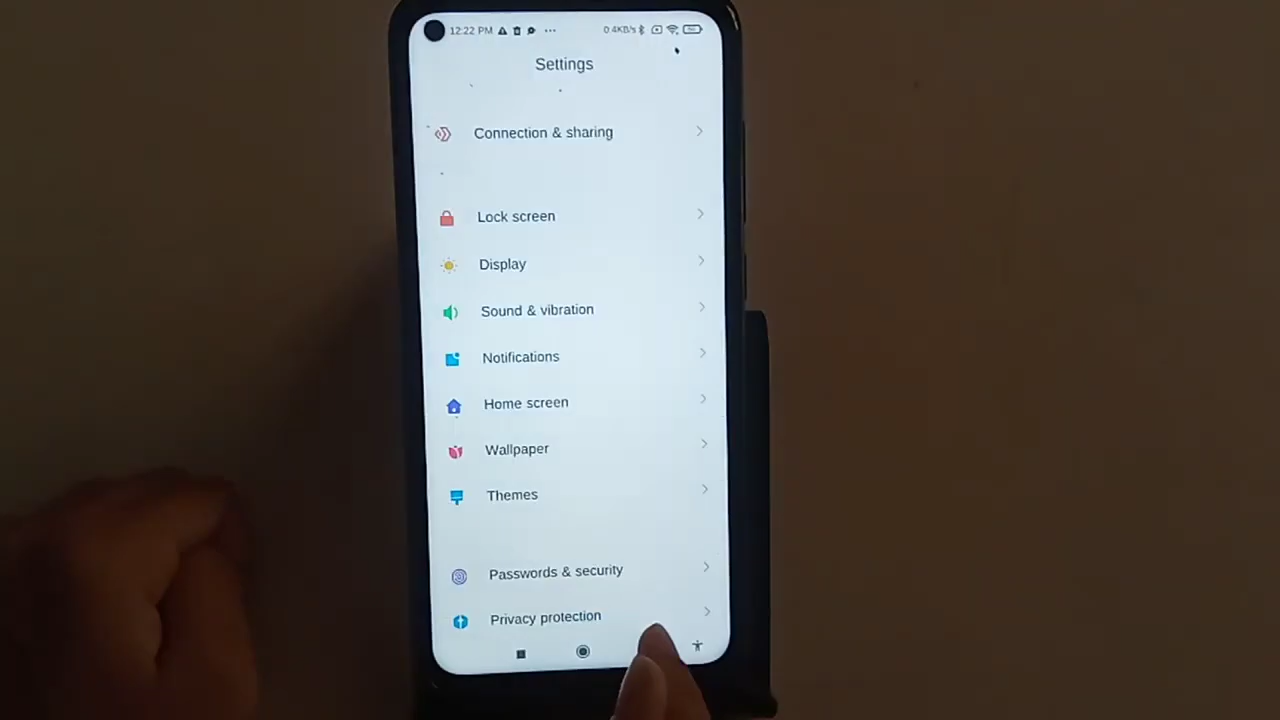 12:22 PM
0.4KB/s
Settings
Connection & sharing
Lock screen
Display
Sound & vibration
Notifications
Home screen
Wallpaper
Themes
Passwords & security
Privacy protection